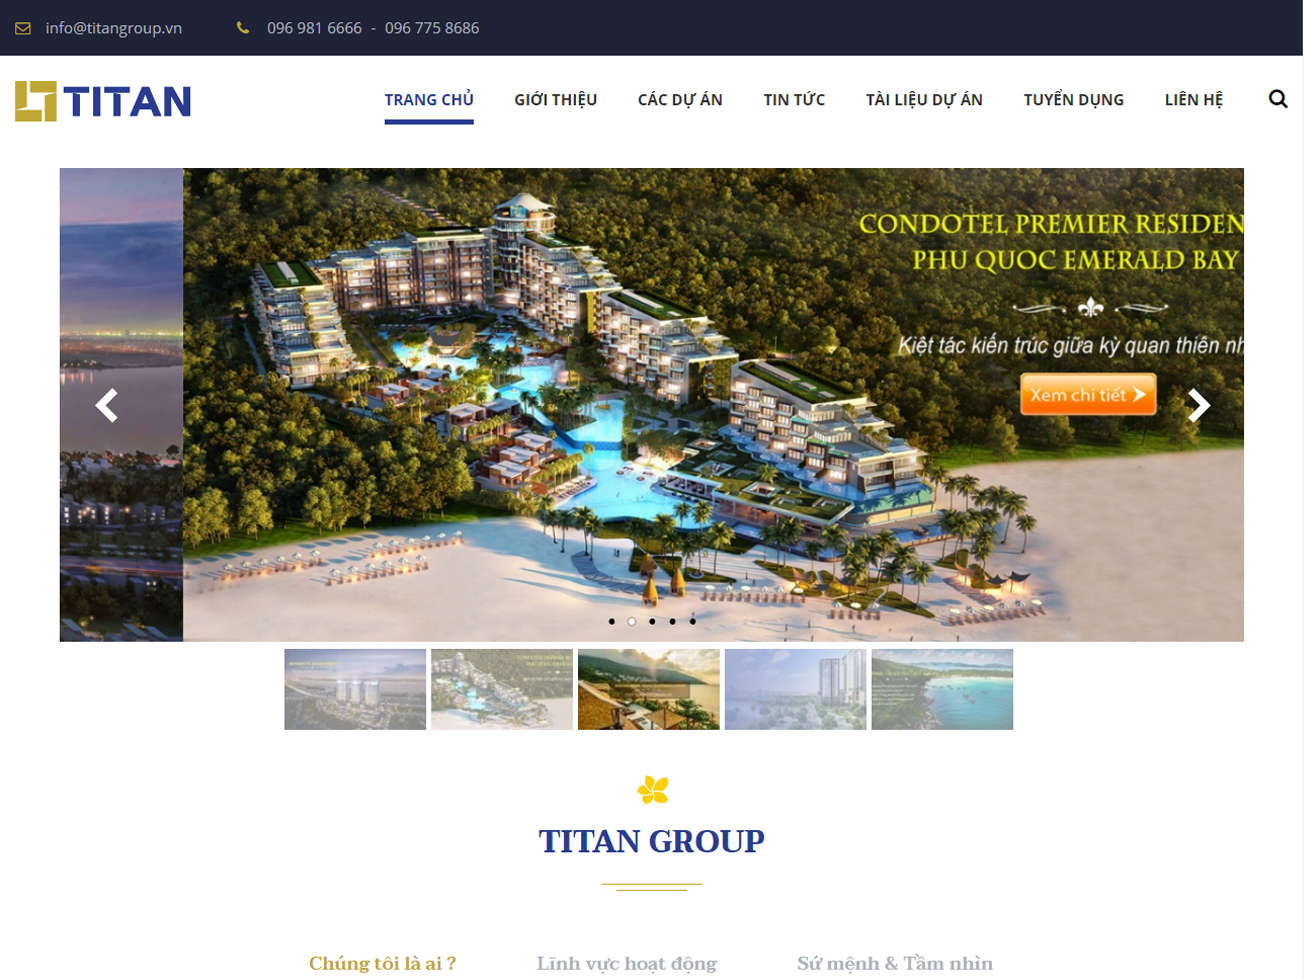 info@titangroup.vn
096 981 6666 - 096 775 8686
TITAN
TRANG CHỦ
GIỚI THIỆU
CÁC DỰ ÁN
TIN TỨC
TÀI LIỆU DỰ ÁN
TUYỂN DỤNG
LIÊN HỆ
CONDOTEL PREMIER RESIDEN
PHU QUOC EMERALD BAY
Kiệt tác kiến trúc giữa kỳ quan thiên nh
Xem chi tiết
TITAN GROUP
Chúng tôi là ai ?
Lĩnh vực hoạt động
Sứ mệnh & Tầm nhìn